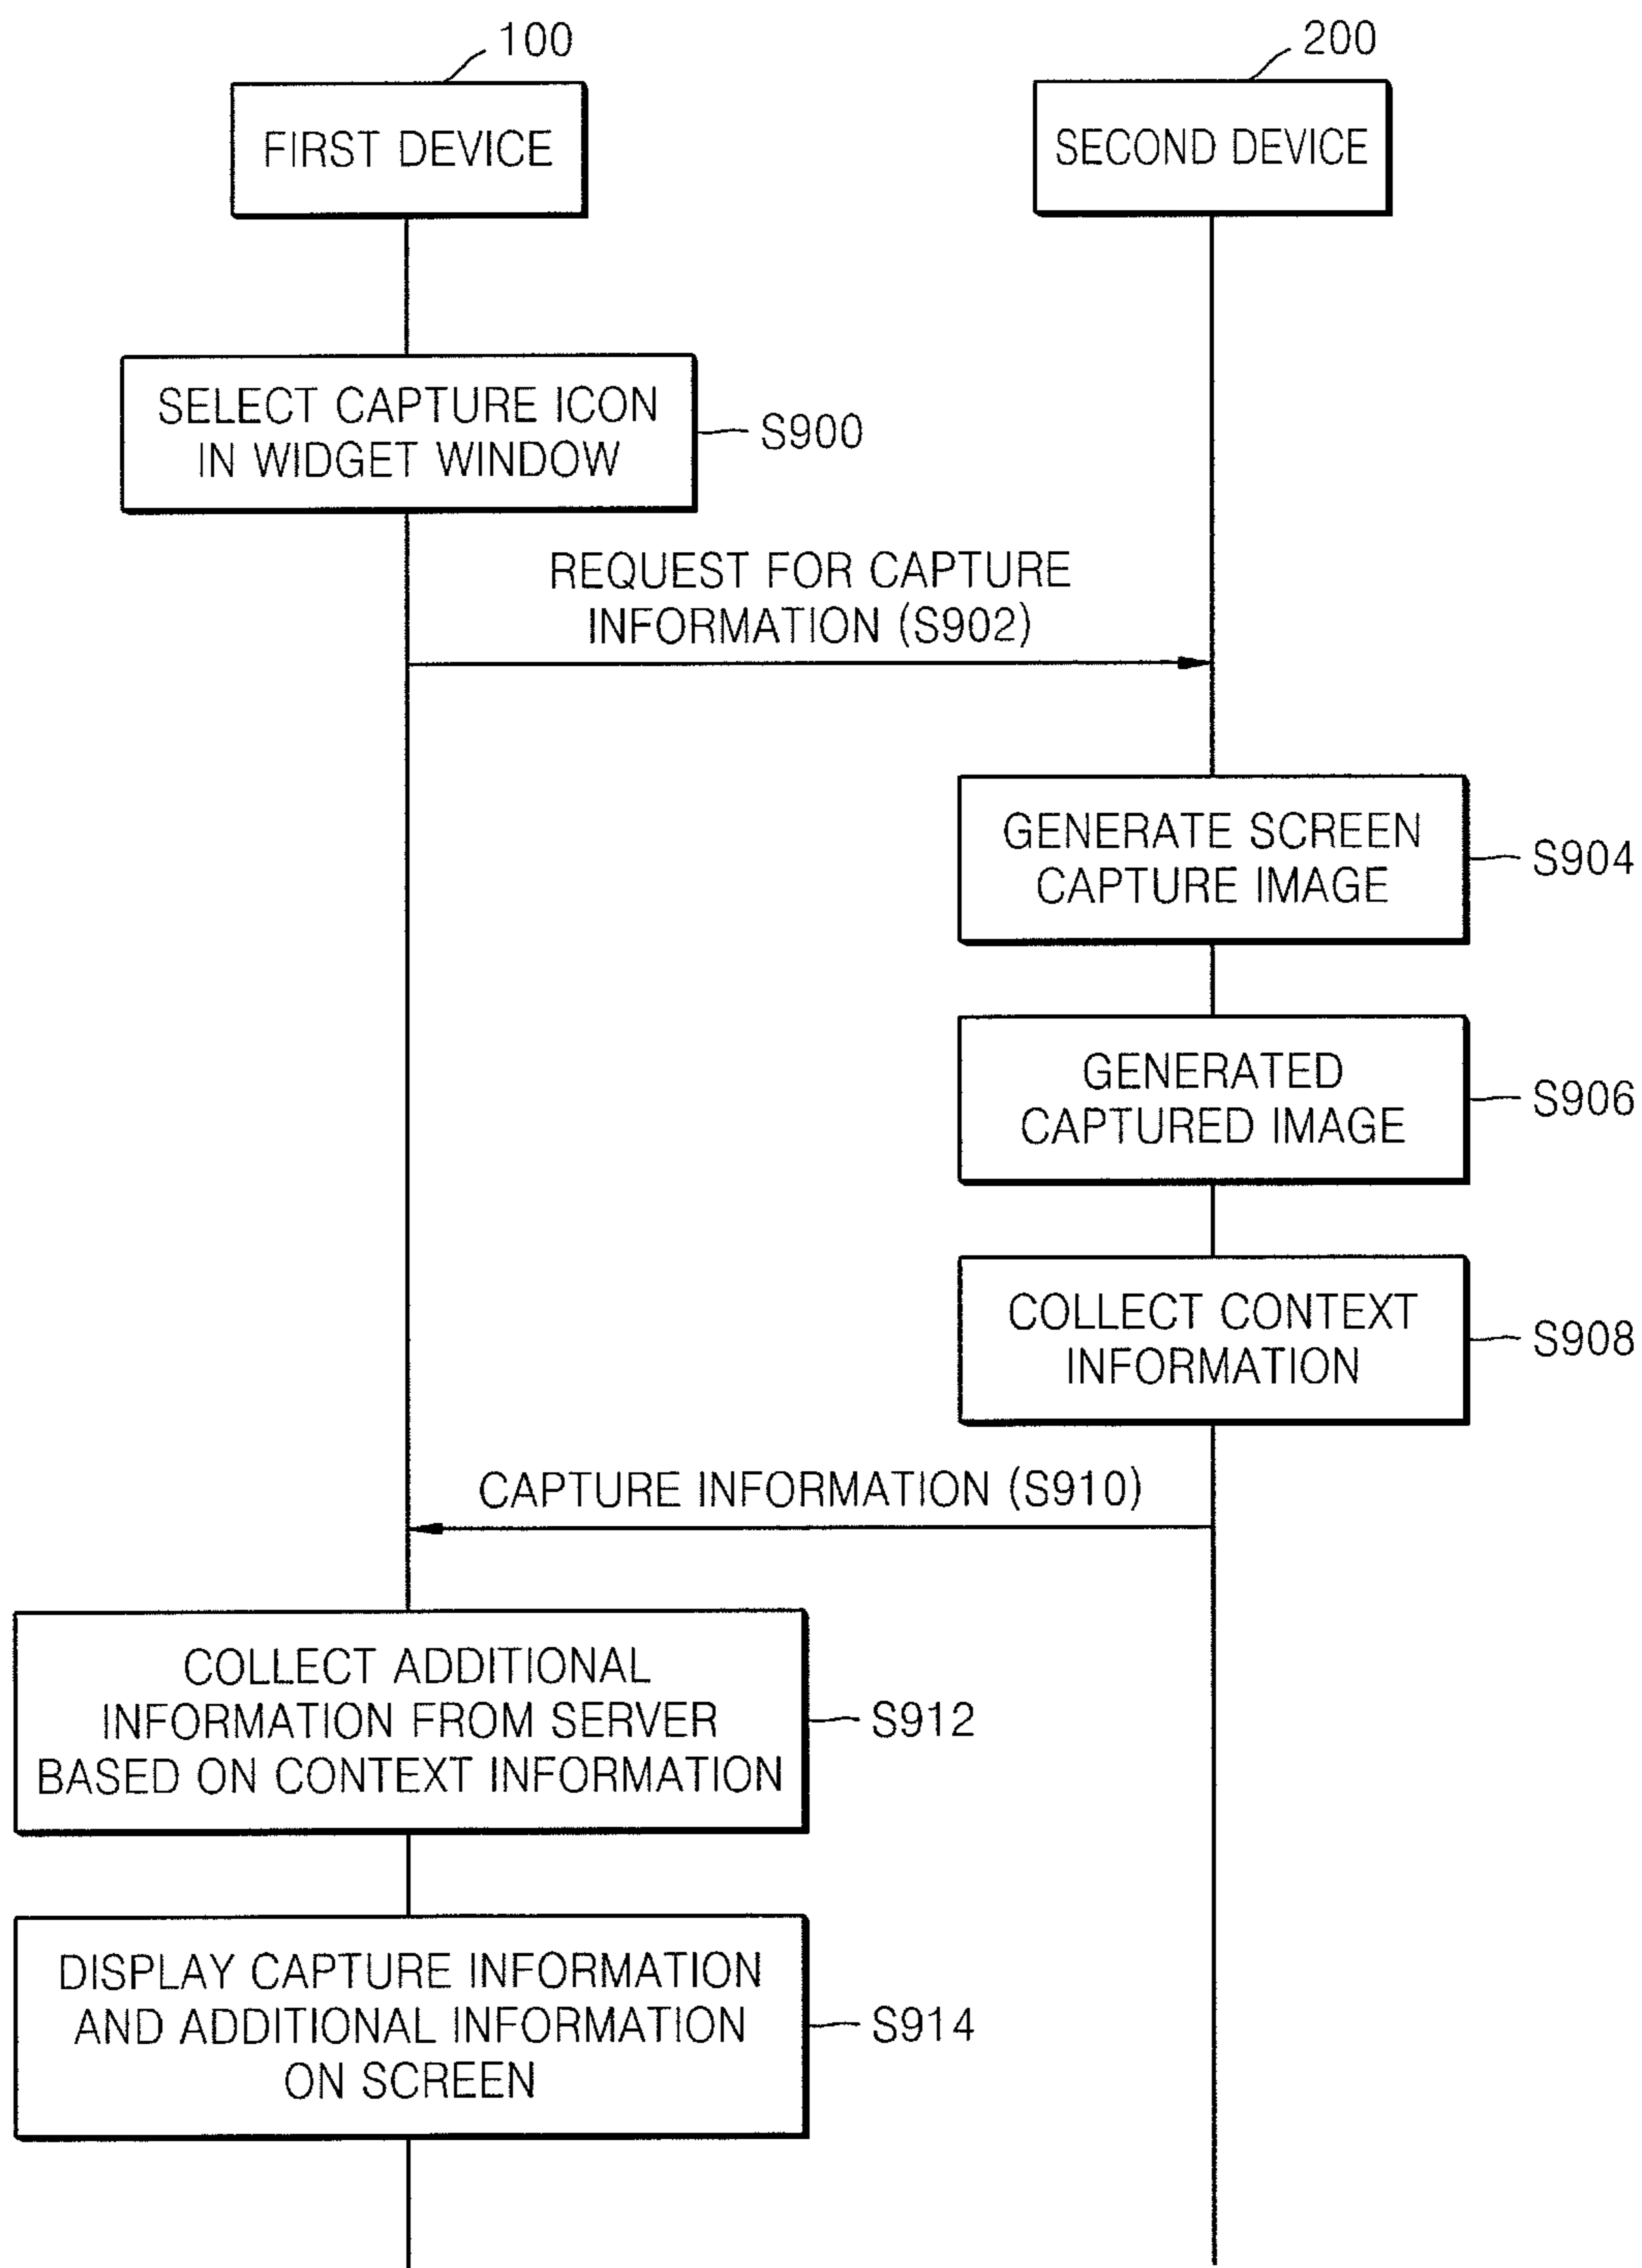 100
200
FIRST DEVICE
SECOND DEVICE
SELECT CAPTURE ICON
IN WIDGET WINDOW
S900
REQUEST FOR CAPTURE
INFORMATION (S902)
GENERATE SCREEN
CAPTURE IMAGE
S904
GENERATED
CAPTURED IMAGE
S906
COLLECT CONTEXT
INFORMATION
S908
CAPTURE INFORMATION (S910)
COLLECT ADDITIONAL
INFORMATION FROM SERVER
BASED ON CONTEXT INFORMATION
S912
DISPLAY CAPTURE INFORMATION
AND ADDITIONAL INFORMATION
ON SCREEN
S914